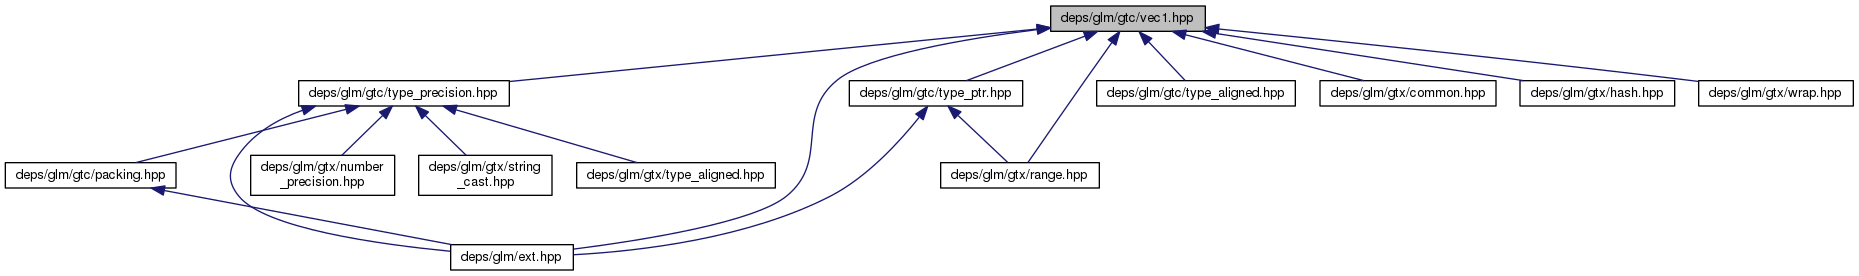 deps/glm/gtc/vec1.hpp
deps/glm/gtc/type_precision.hpp
deps/glm/gtc/type_ptr.hpp
deps/glm/gtc/type_aligned.hpp
deps/glm/gtx/common.hpp
deps/glm/gtx/hash.hpp
deps/glm/gtx/wrap.hpp
deps/glm/gtc/packing.hpp
deps/glm/gtx/number
_precision.hpp
deps/glm/gtx/string
_cast.hpp
deps/glm/gtx/type_aligned.hpp
deps/glm/gtx/range.hpp
deps/glm/ext.hpp